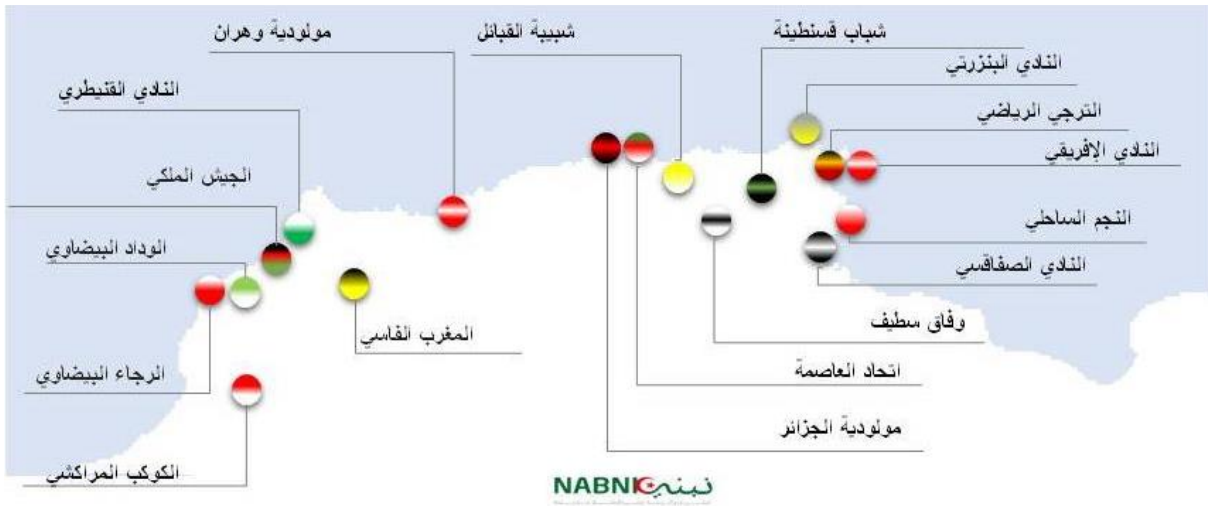 مولودية وهران
شبيبة القبائل
شباب قسنطينة
النادي البنزرتي
النادي القنيطري
الترجي الرياضي
النادي الإفريقي
الجيش الملكي
النجم الساحلي
الوداد البيضاوي
النادي الصفاقسي
وفاق سطيف
المغرب الفاسي
الرجاء البيضاوي
اتحاد العاصمة
مولودية الجزائر
الكوكب المراكشي
NABNI نبني